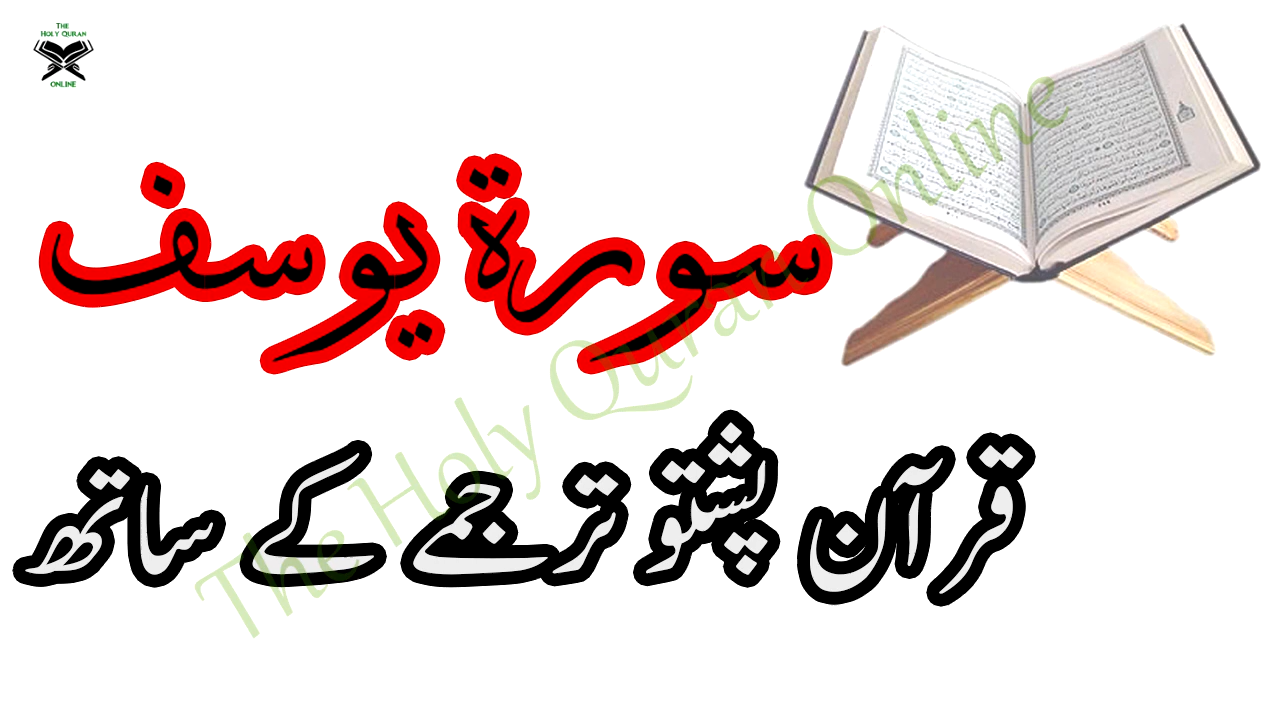 The
Holy Quran
Online
سورة يوسف
قرآن پشتو ترجمے کے ساتھ
The Holy Quran Online